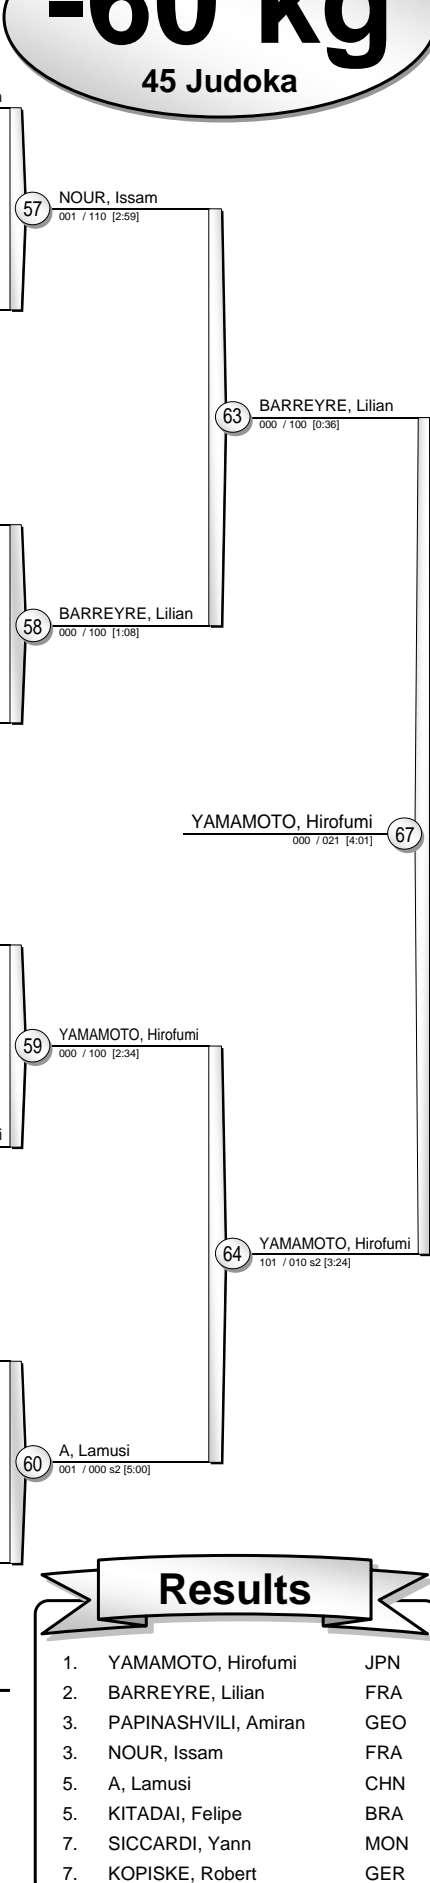 -60 kg
45 Judoka
57 NOUR, Issam
001 / 110 [2:59]
63 BARREYRE, Lilian
000 / 100 [0:36]
58 BARREYRE, Lilian
000 / 100 [1:08]
YAMAMOTO, Hirofumi 67
000 / 021 [4:01]
59 YAMAMOTO, Hirofumi
000 / 100 [2:34]
64 YAMAMOTO, Hirofumi
101 / 010 s2 [3:24]
60 A, Lamusi
001 / 000 s2 [5:00]
Results
1. YAMAMOTO, Hirofumi JPN
2. BARREYRE, Lilian FRA
3. PAPINASHVILI, Amiran GEO
3. NOUR, Issam FRA
5. A, Lamusi CHN
5. KITADAI, Felipe BRA
7. SICCARDI, Yann MON
7. KOPISKE, Robert GER